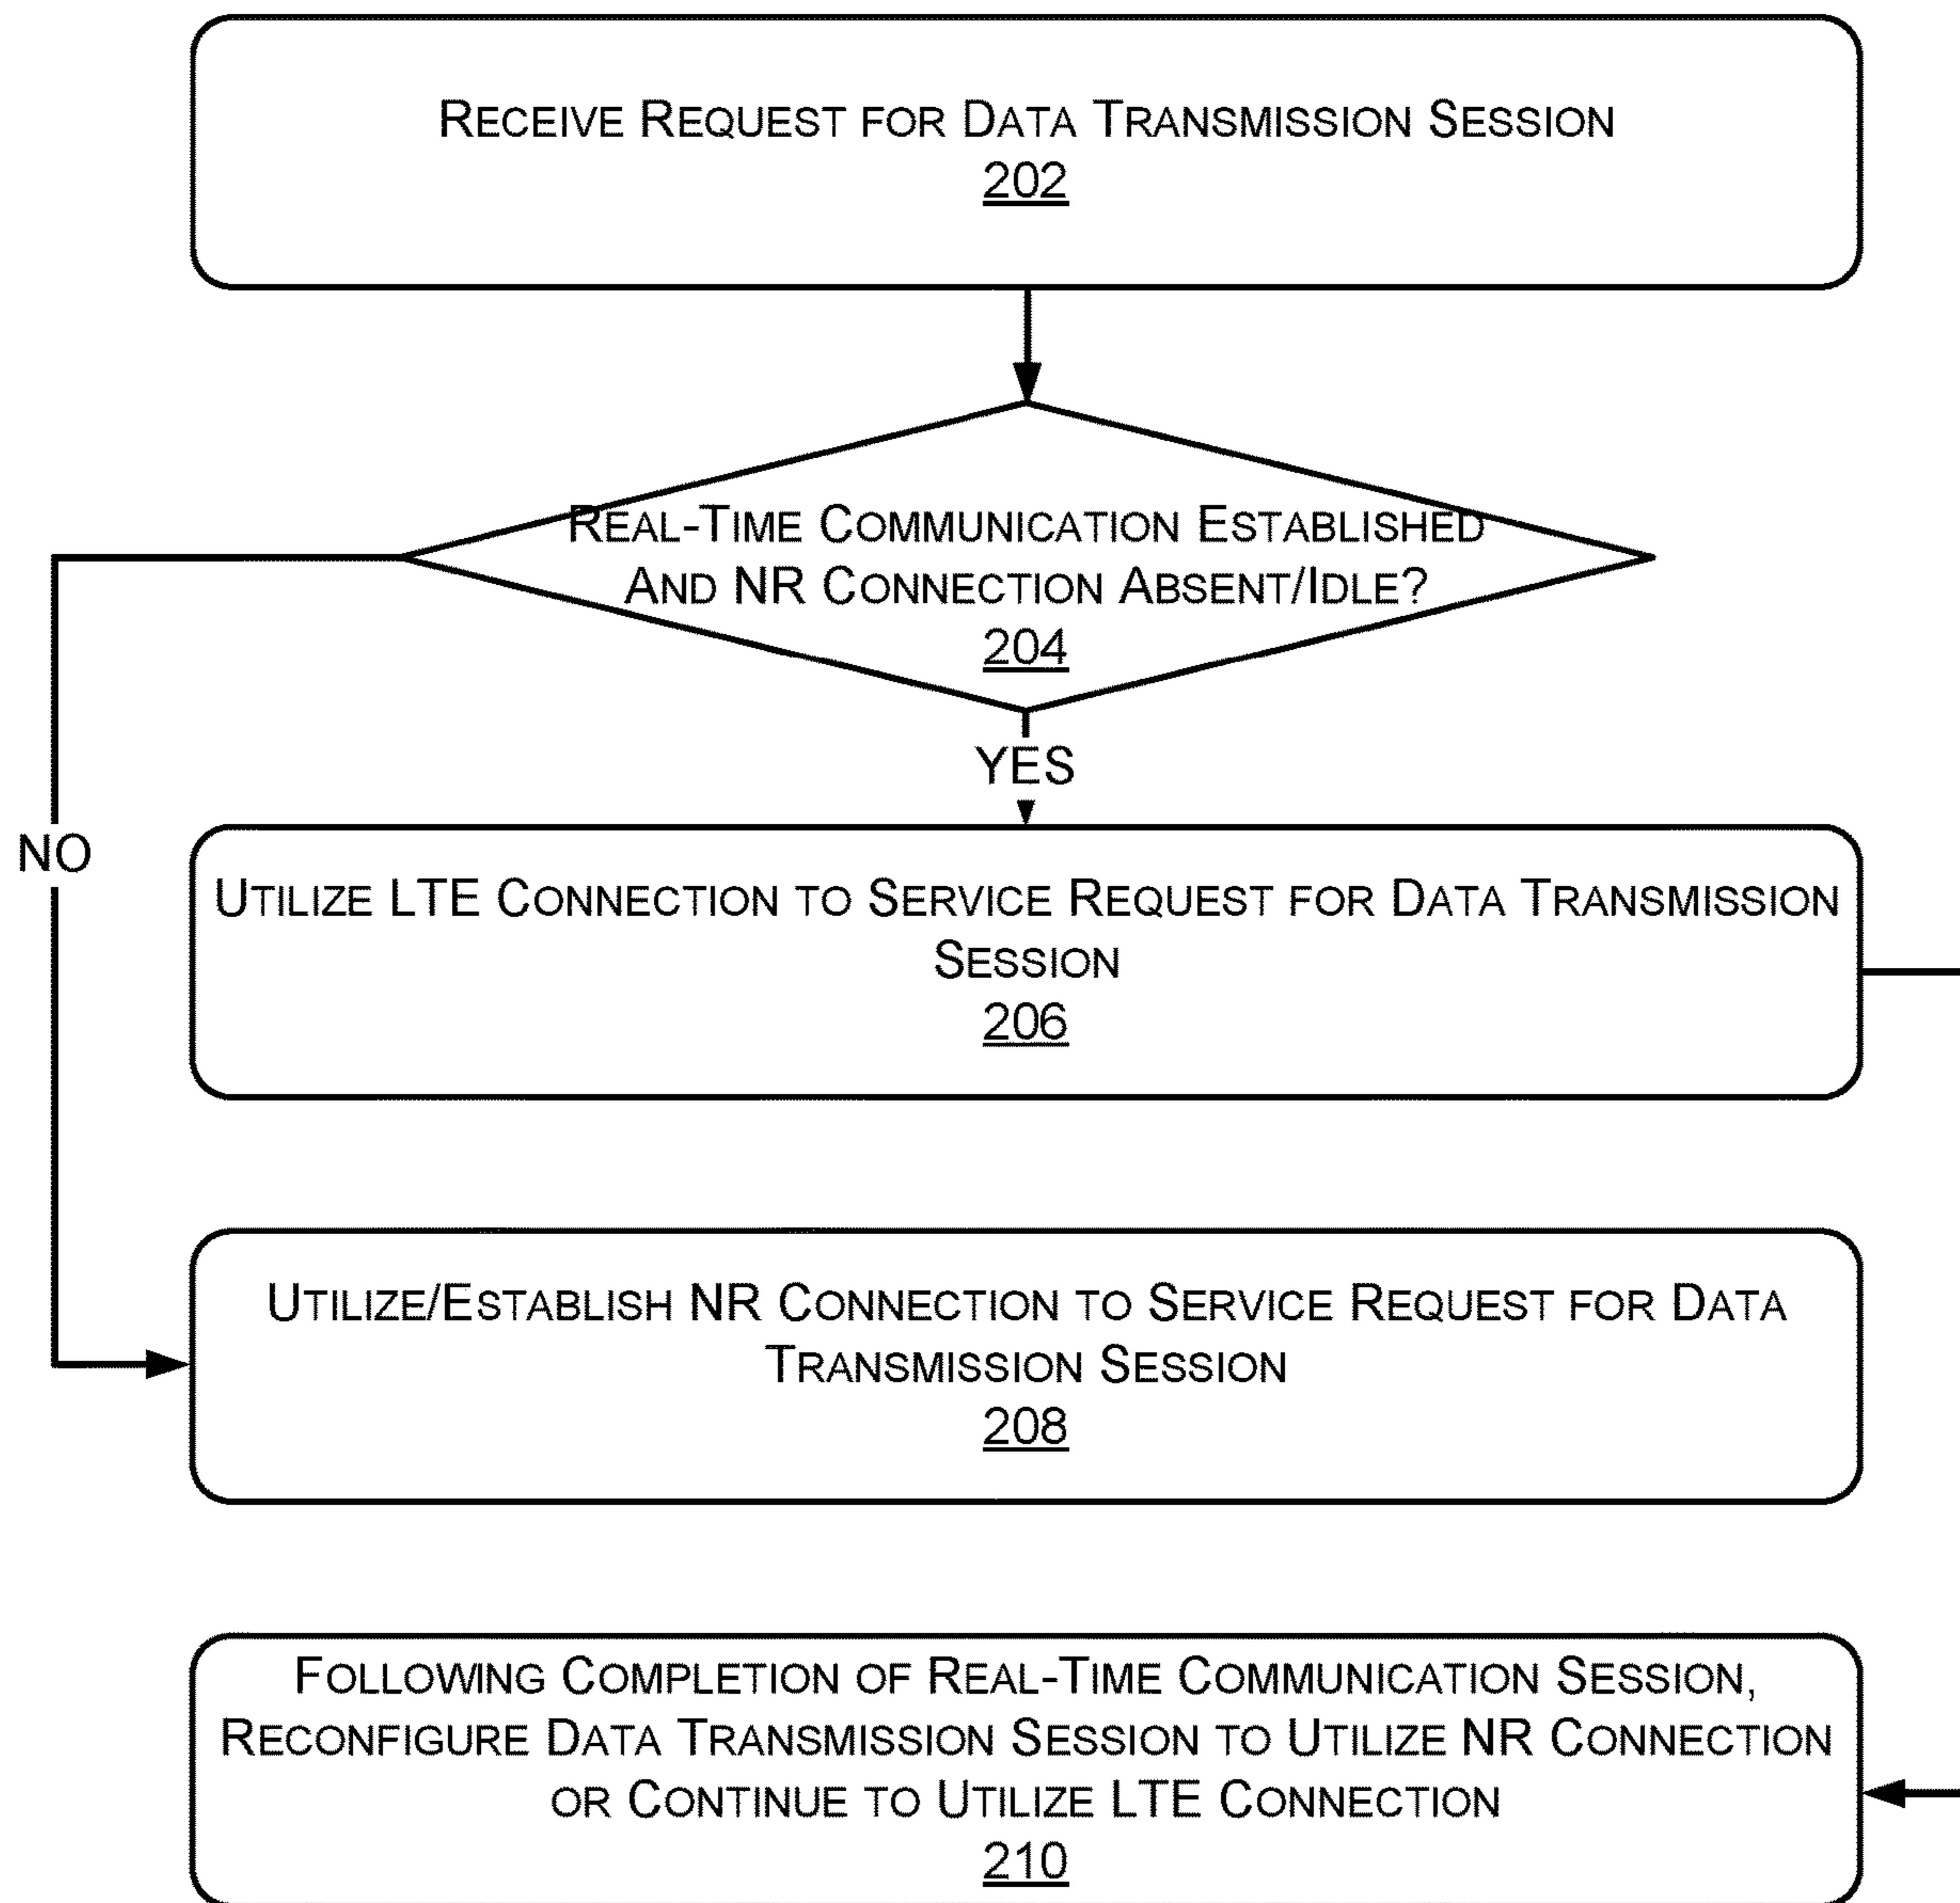 RECEIVE REQUEST FOR DATA TRANSMISSION SESSION
202
REAL-TIME COMMUNICATION ESTABLISHED
AND NR CONNECTION ABSENT/IDLE?
204
YES
NO
UTILIZE LTE CONNECTION TO SERVICE REQUEST FOR DATA TRANSMISSION
SESSION
206
UTILIZE/ESTABLISH NR CONNECTION TO SERVICE REQUEST FOR DATA
TRANSMISSION SESSION
208
FOLLOWING COMPLETION OF REAL-TIME COMMUNICATION SESSION,
RECONFIGURE DATA TRANSMISSION SESSION TO UTILIZE NR CONNECTION
OR CONTINUE TO UTILIZE LTE CONNECTION
210